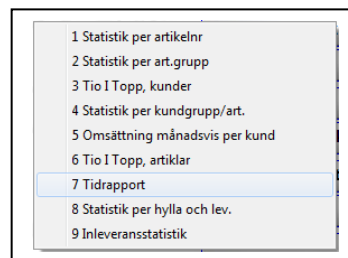 1 Statistik per artikelnr
2 Statistik per art.grupp
3 Tio I Topp, kunder
4 Statistik per kundgrupp/art.
5 Omsättning månadsvis per kund
6 Tio I Topp, artiklar
7 Tidrapport
8 Statistik per hylla och lev.
9 Inleveransstatistik